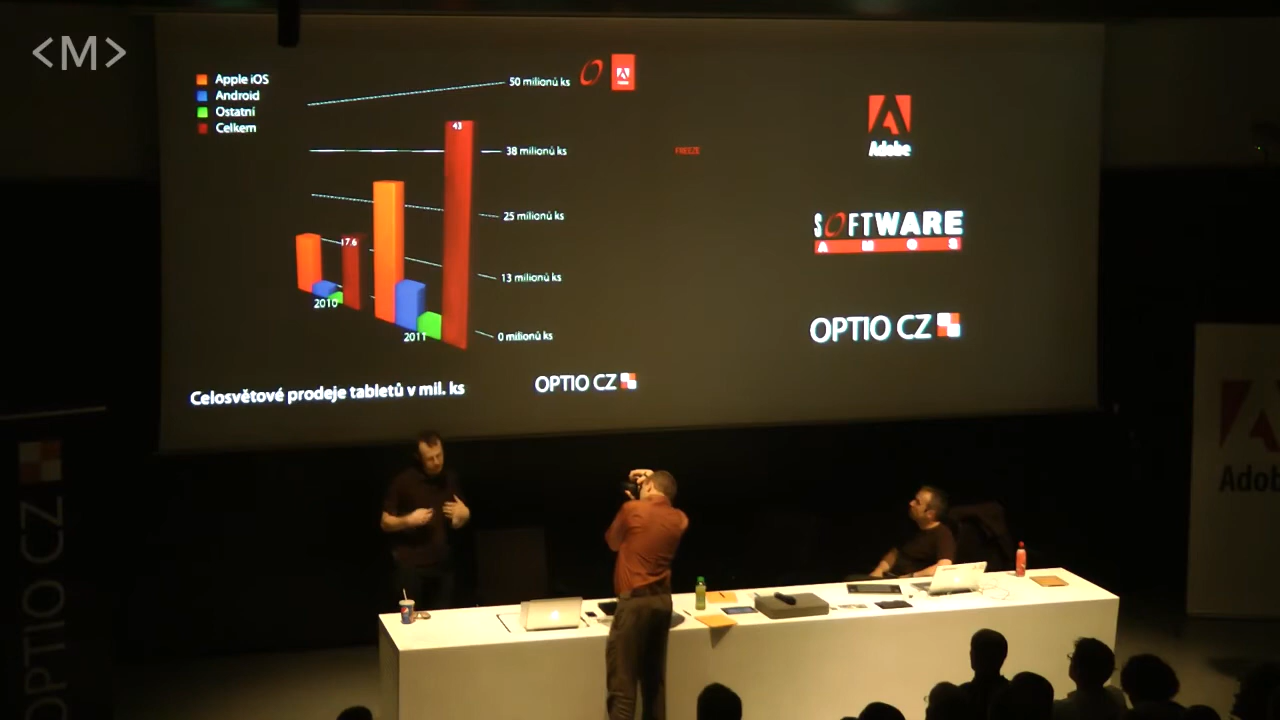 <M>
Apple iOS
Android
Ostatní
Celkem
50 milionů ks
38 milionů ks
25 milionů ks
13 milionů ks
0 milionů ks
43
17.6
2010
2011
Celosvětové prodeje tabletů v mil. ks
OPTIO CZ
FREEZE
Adobe
SOFTWARE
AMOS
OPTIO CZ
OPTIO CZ
Adobe